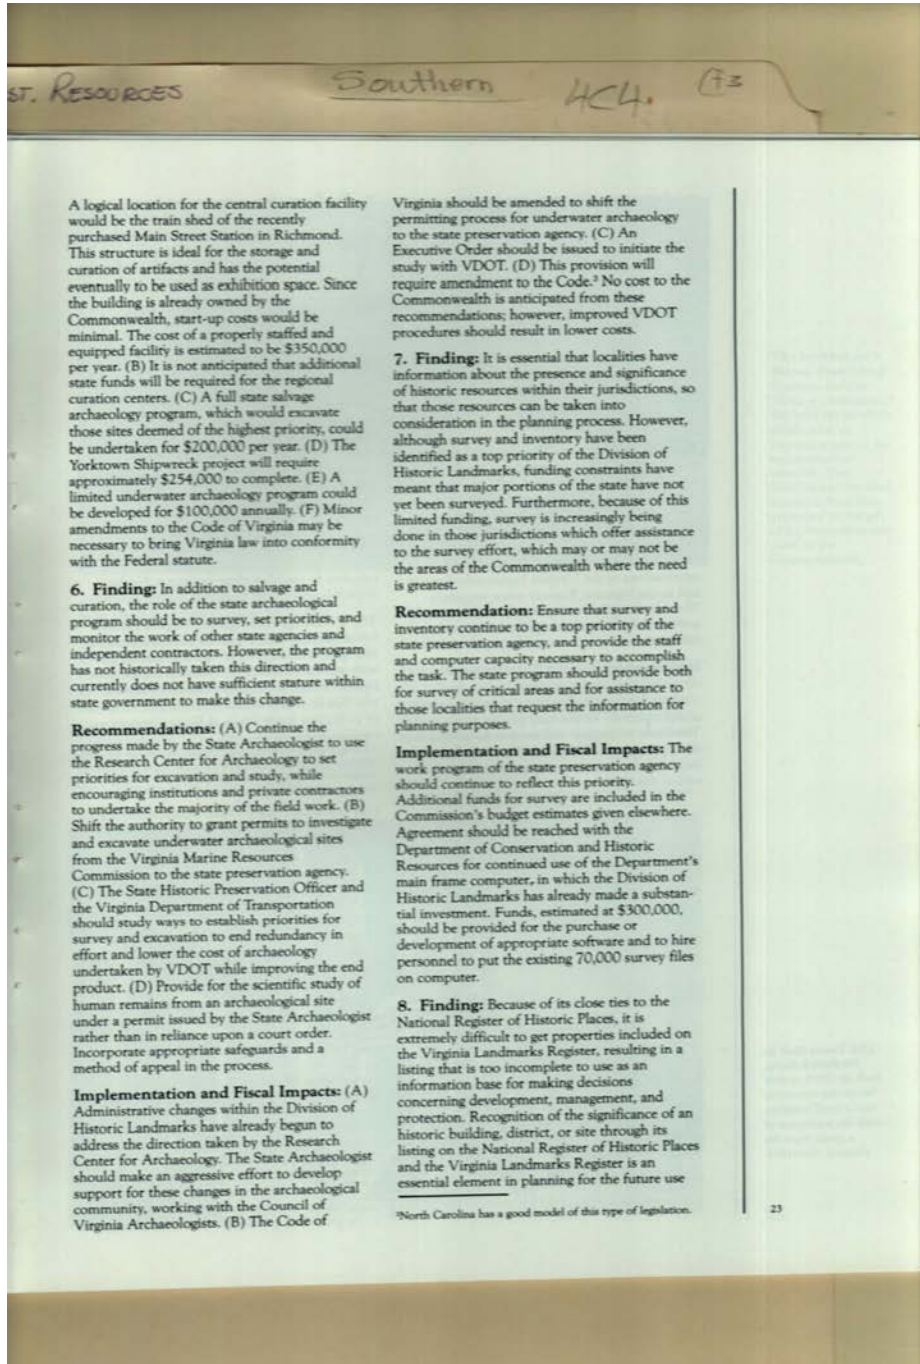 ST. RESOURCES
Southern
4C4.
A logical location for the central curation facility
would be the train shed of the recently
purchased Main Street Station in Richmond.
This structure is ideal for the storage and
curation of artifacts and has the potential
eventually to be used as exhibition space. Since
the building is already owned by the
Commonwealth, start-up costs would be
minimal. The cost of a properly staffed and
equipped facility is estimated to be $350,000
per year. (B) It is not anticipated that additional
state funds will be required for the regional
curation centers. (C) A full state salvage
archaeology program, which would excavate
those sites deemed of the highest priority, could
be undertaken for $200,000 per year. (D) The
Yorktown Shipwreck project will require
approximately $254,000 to complete. (E) A
limited underwater archaeology program could
be developed for $100,000 annually. (F) Minor
amendments to the Code of Virginia may be
necessary to bring Virginia law into conformity
with the Federal statute.
6. Finding: In addition to salvage and
curation, the role of the state archaeological
program should be to survey, set priorities, and
monitor the work of other state agencies and
independent contractors. However, the program
has not historically taken this direction and
currently does not have sufficient stature within
state government to make this change.
Recommendations: (A) Continue the
progress made by the State Archaeologist to use
the Research Center for Archaeology to set
priorities for excavation and study, while
encouraging institutions and private contractors
to undertake the majority of the field work. (B)
Shift the authority to grant permits to investigate
and excavate underwater archaeological sites
from the Virginia Marine Resources
Commission to the state preservation agency.
(C) The State Historic Preservation Officer and
the Virginia Department of Transportation
should study ways to establish priorities for
survey and excavation to end redundancy in
effort and lower the cost of archaeology
undertaken by VDOT while improving the end
product. (D) Provide for the scientific study of
human remains from an archaeological site
under a permit issued by the State Archaeologist
rather than in reliance upon a court order.
Incorporate appropriate safeguards and a
method of appeal in the process.
Implementation and Fiscal Impacts: (A)
Administrative changes within the Division of
Historic Landmarks have already begun to
address the direction taken by the Research
Center for Archaeology. The State Archaeologist
should make an aggressive effort to develop
support for these changes in the archaeological
community, working with the Council of
Virginia Archaeologists. (B) The Code of
Virginia should be amended to shift the
permitting process for underwater archaeology
to the state preservation agency. (C) An
Executive Order should be issued to initiate the
study with VDOT. (D) This provision will
require amendment to the Code.³ No cost to the
Commonwealth is anticipated from these
recommendations; however, improved VDOT
procedures should result in lower costs.
7. Finding: It is essential that localities have
information about the presence and significance
of historic resources within their jurisdictions, so
that those resources can be taken into
consideration in the planning process. However,
although survey and inventory have been
identified as a top priority of the Division of
Historic Landmarks, funding constraints have
meant that major portions of the state have not
yet been surveyed. Furthermore, because of this
limited funding, survey is increasingly being
done in those jurisdictions which offer assistance
to the survey effort, which may or may not be
the areas of the Commonwealth where the need
is greatest.
Recommendation: Ensure that survey and
inventory continue to be a top priority of the
state preservation agency, and provide the staff
and computer capacity necessary to accomplish
the task. The state program should provide both
for survey of critical areas and for assistance to
those localities that request the information for
planning purposes.
Implementation and Fiscal Impacts: The
work program of the state preservation agency
should continue to reflect this priority.
Additional funds for survey are included in the
Commission's budget estimates given elsewhere.
Agreement should be reached with the
Department of Conservation and Historic
Resources for continued use of the Department's
main frame computer, in which the Division of
Historic Landmarks has already made a substan-
tial investment. Funds, estimated at $300,000,
should be provided for the purchase or
development of appropriate software and to hire
personnel to put the existing 70,000 survey files
on computer.
8. Finding: Because of its close ties to the
National Register of Historic Places, it is
extremely difficult to get properties included on
the Virginia Landmarks Register, resulting in a
listing that is too incomplete to use as an
information base for making decisions
concerning development, management, and
protection. Recognition of the significance of an
historic building, district, or site through its
listing on the National Register of Historic Places
and the Virginia Landmarks Register is an
essential element in planning for the future use
³North Carolina has a good model of this type of legislation.
23